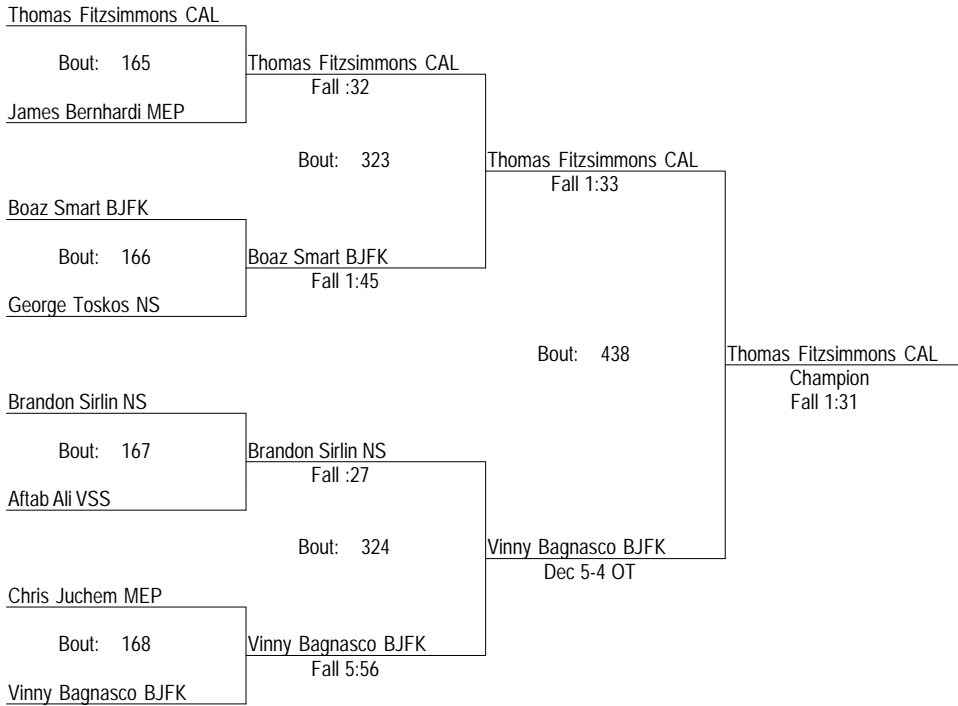 Thomas Fitzsimmons CAL
Bout: 165
Thomas Fitzsimmons CAL
Fall :32
James Bernhardi MEP
Bout: 323
Thomas Fitzsimmons CAL
Fall 1:33
Boaz Smart BJFK
Bout: 166
Boaz Smart BJFK
Fall 1:45
George Toskos NS
Bout: 438
Thomas Fitzsimmons CAL
Champion
Fall 1:31
Brandon Sirlin NS
Bout: 167
Brandon Sirlin NS
Fall :27
Aftab Ali VSS
Bout: 324
Vinny Bagnasco BJFK
Dec 5-4 OT
Chris Juchem MEP
Bout: 168
Vinny Bagnasco BJFK
Fall 5:56
Vinny Bagnasco BJFK